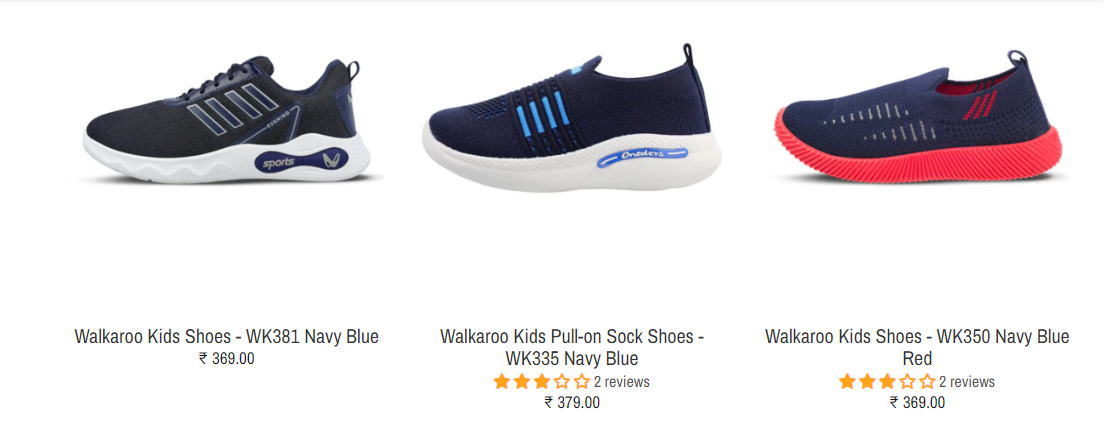 RUNNING
sports
Oneders
Walkaroo Kids Shoes - WK381 Navy Blue
₹ 369.00
Walkaroo Kids Pull-on Sock Shoes -
WK335 Navy Blue
2 reviews
₹ 379.00
Walkaroo Kids Shoes - WK350 Navy Blue
Red
2 reviews
₹ 369.00